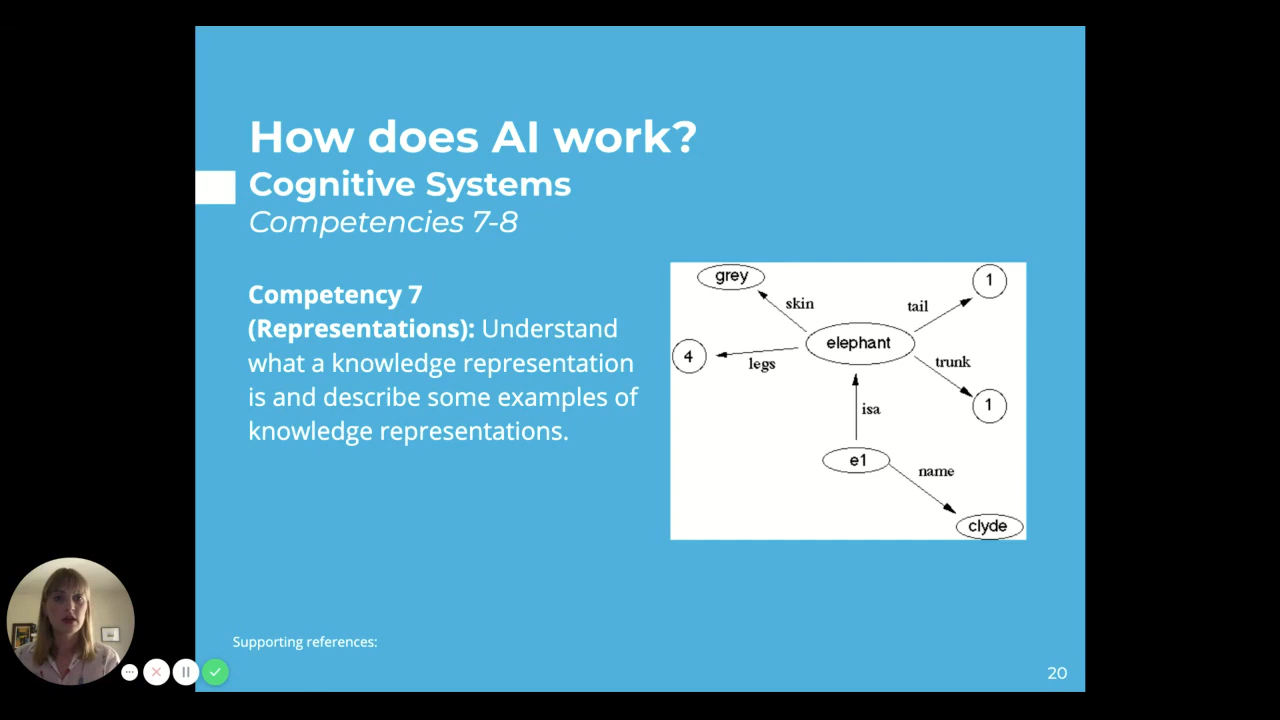 How does AI work?
Cognitive Systems
Competencies 7-8
Competency 7
(Representations): Understand
what a knowledge representation
is and describe some examples of
knowledge representations.
grey
skin
tail
1
elephant
4
legs
trunk
1
isa
e1
name
clyde
Supporting references:
20